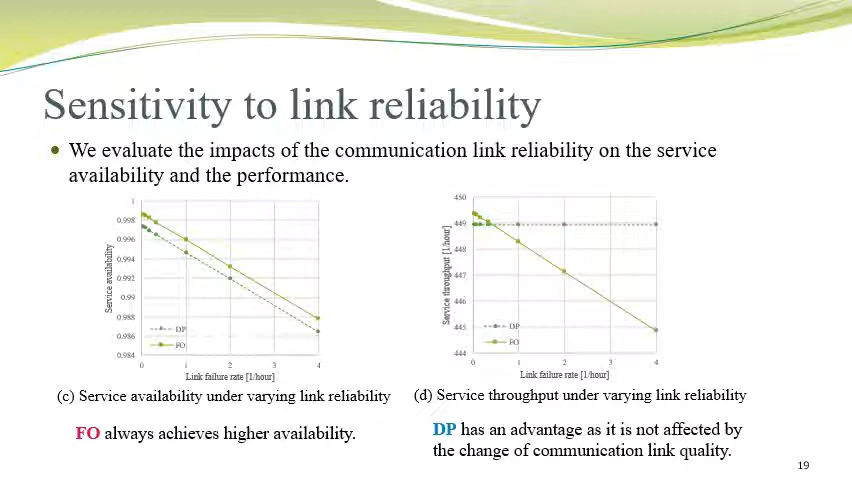 Sensitivity to link reliability
We evaluate the impacts of the communication link reliability on the service
availability and the performance.
1
0.998
0.996
0.994
0.992
0.99
0.988
0.986
0.984
Service availability
DP
FO
0 1 2 3 4
Link failure rate [1/hour]
(c) Service availability under varying link reliability
FO always achieves higher availability.
450
449
448
447
446
445
444
Service throughput [1/hour]
DP
FO
0 1 2 3 4
Link failure rate [1/hour]
(d) Service throughput under varying link reliability
DP has an advantage as it is not affected by
the change of communication link quality.
19